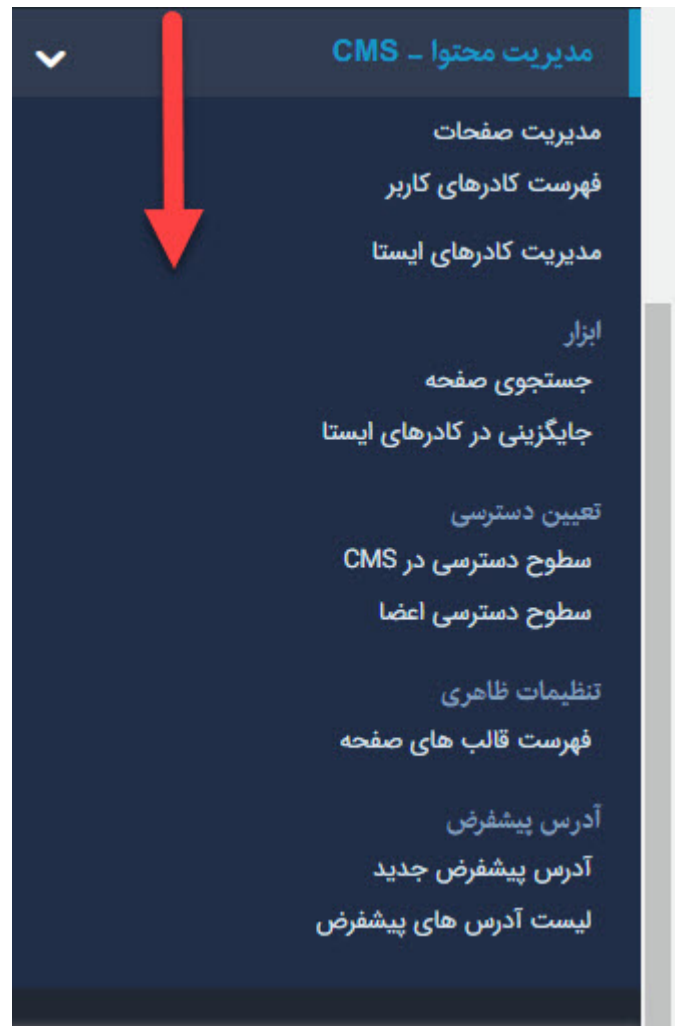 مدیریت محتوا - CMS
مدیریت صفحات
فهرست کادرهای کاربر
مدیریت کادرهای ایستا
ابزار
جستجوی صفحه
جایگزینی در کادرهای ایستا
تعیین دسترسی
سطوح دسترسی در CMS
سطوح دسترسی اعضا
تنظیمات ظاهری
فهرست قالب های صفحه
آدرس پیشفرض
آدرس پیشفرض جدید
لیست آدرس های پیشفرض